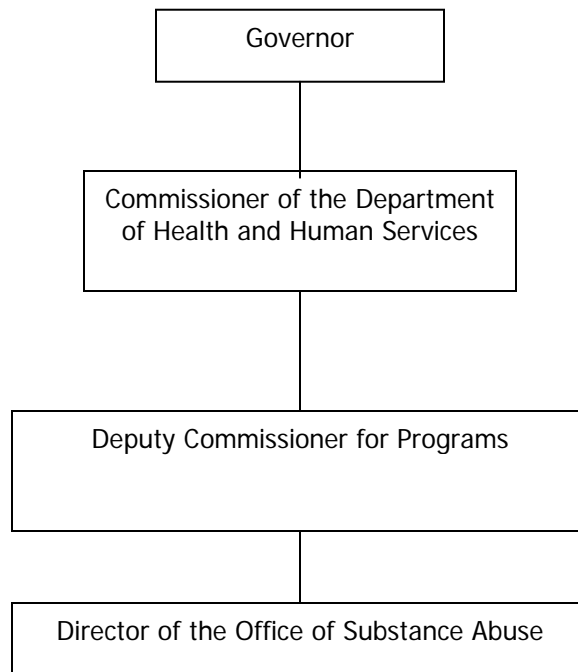 Governor
Commissioner of the Department
of Health and Human Services
Deputy Commissioner for Programs
Director of the Office of Substance Abuse